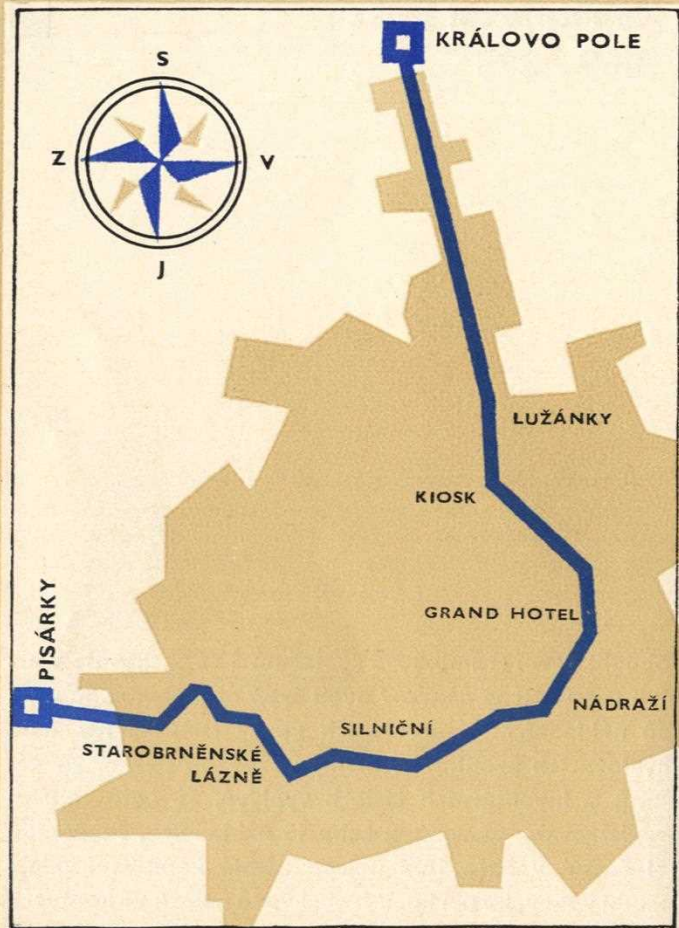 KRÁLOVO POLE
S
Z
V
J
LUŽÁNKY
KIOSK
GRAND HOTEL
PISÁRKY
NÁDRAŽÍ
SILNIČNÍ
STAROBRNĚNSKÉ
LÁZNĚ